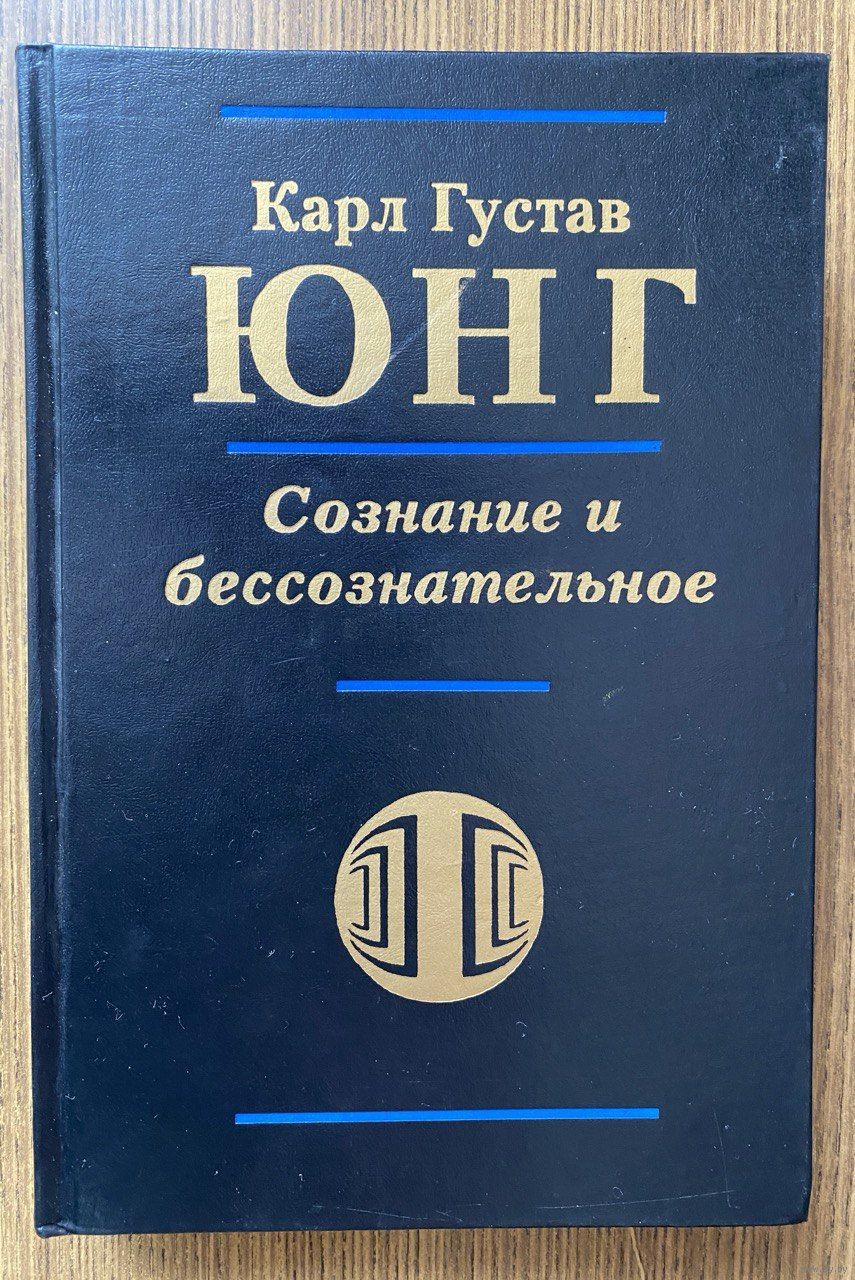 Карл Густав
ЮНГ
Сознание и
бессознательное